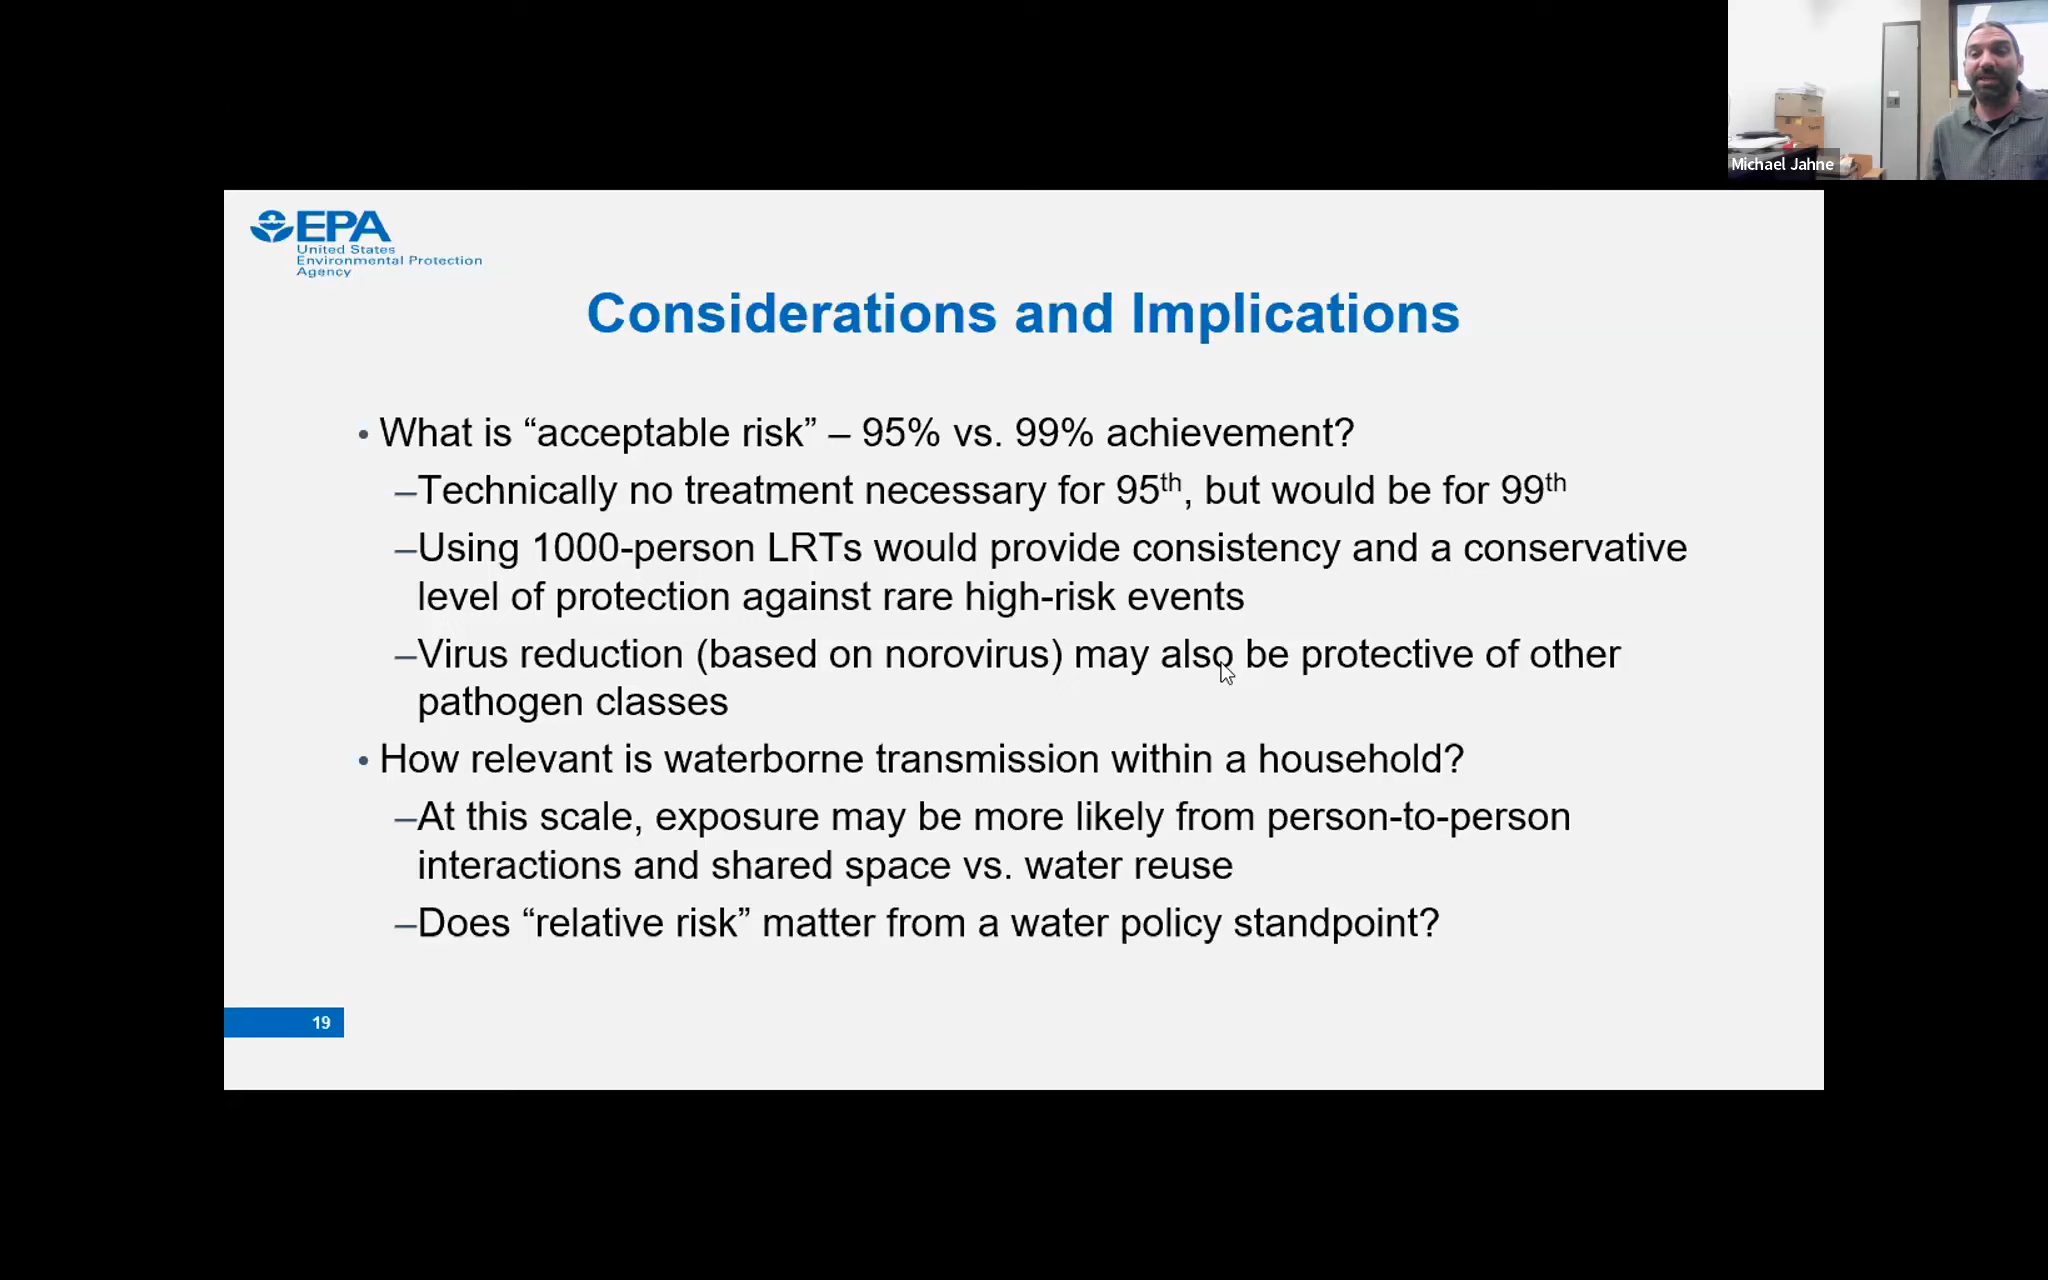 Michael Jahne
EPA
United States
Environmental Protection
Agency
Considerations and Implications
• What is “acceptable risk” – 95% vs. 99% achievement?
–Technically no treatment necessary for 95th, but would be for 99th
–Using 1000-person LRTs would provide consistency and a conservative
level of protection against rare high-risk events
–Virus reduction (based on norovirus) may also be protective of other
pathogen classes
• How relevant is waterborne transmission within a household?
–At this scale, exposure may be more likely from person-to-person
interactions and shared space vs. water reuse
–Does “relative risk” matter from a water policy standpoint?
19